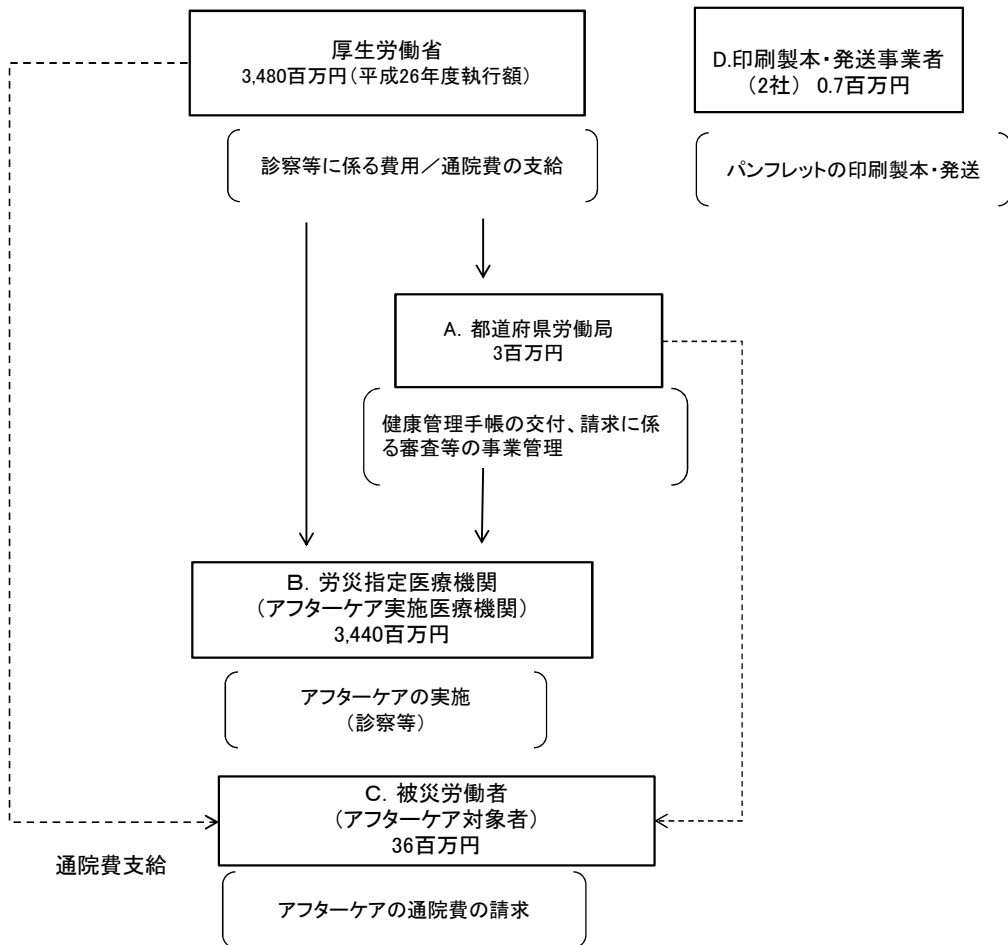 厚生労働省
3,480百万円(平成26年度執行額)
D.印刷製本・発送事業者
（2社） 0.7百万円
診察等に係る費用／通院費の支給
パンフレットの印刷製本・発送
A. 都道府県労働局
3百万円
健康管理手帳の交付、請求に係
る審査等の事業管理
B. 労災指定医療機関
（アフターケア実施医療機関）
3,440百万円
アフターケアの実施
（診察等）
C. 被災労働者
（アフターケア対象者）
36百万円
通院費支給
アフターケアの通院費の請求